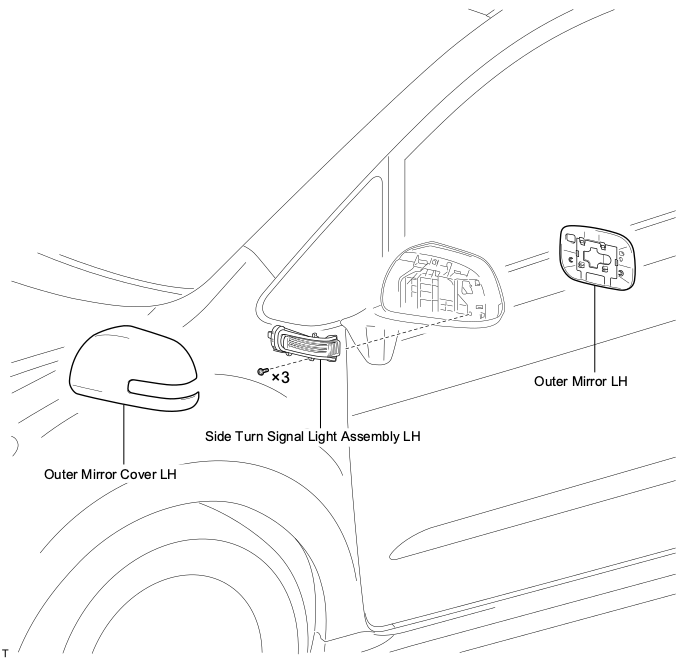 ×3
Outer Mirror LH
Side Turn Signal Light Assembly LH
Outer Mirror Cover LH
T